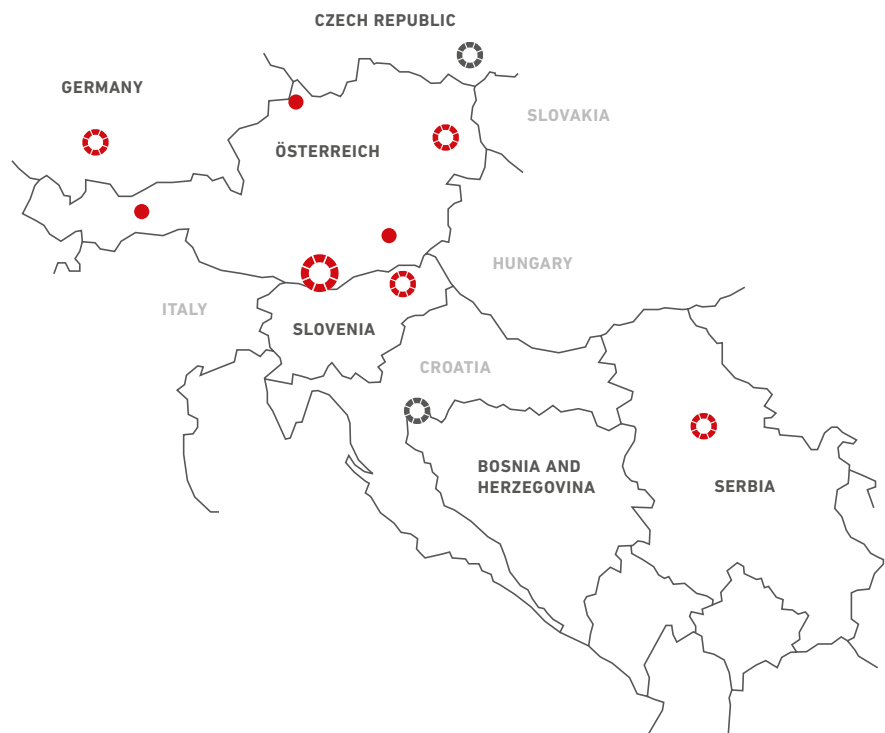 CZECH REPUBLIC
GERMANY
SLOVAKIA
ÖSTERREICH
HUNGARY
ITALY
SLOVENIA
CROATIA
BOSNIA AND
HERZEGOVINA
SERBIA